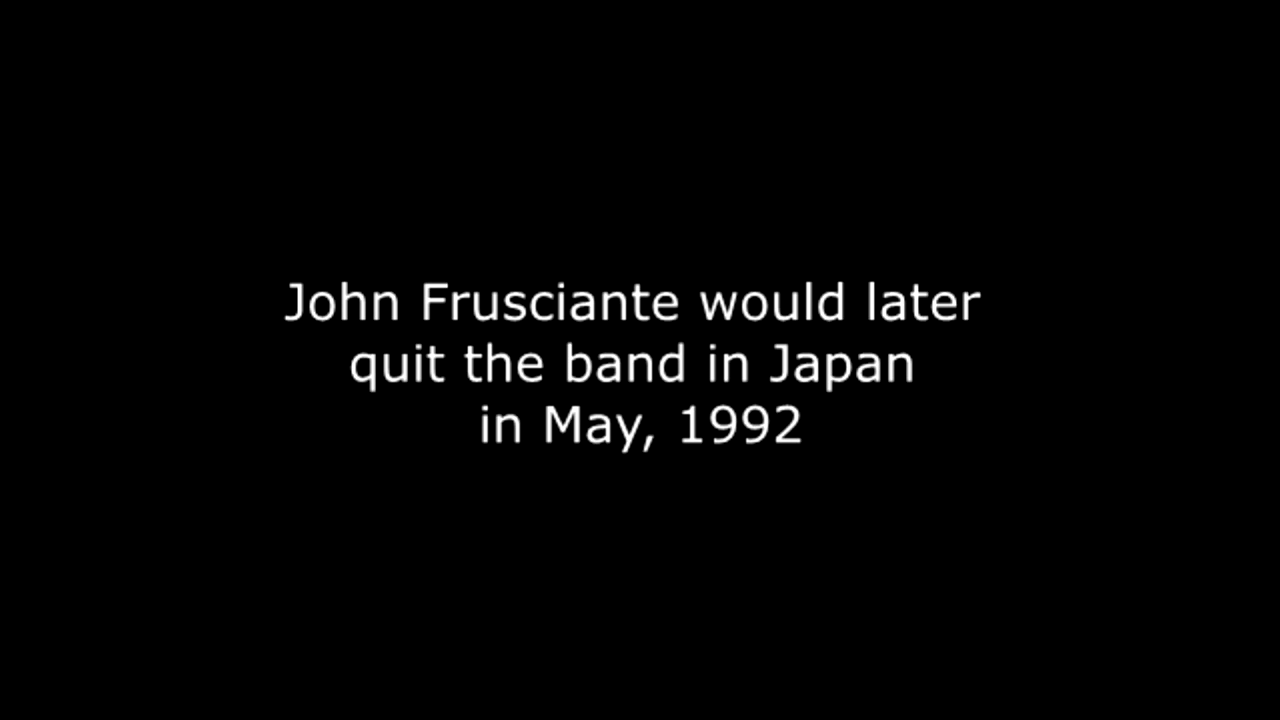 John Frusciante would later
quit the band in Japan
in May, 1992